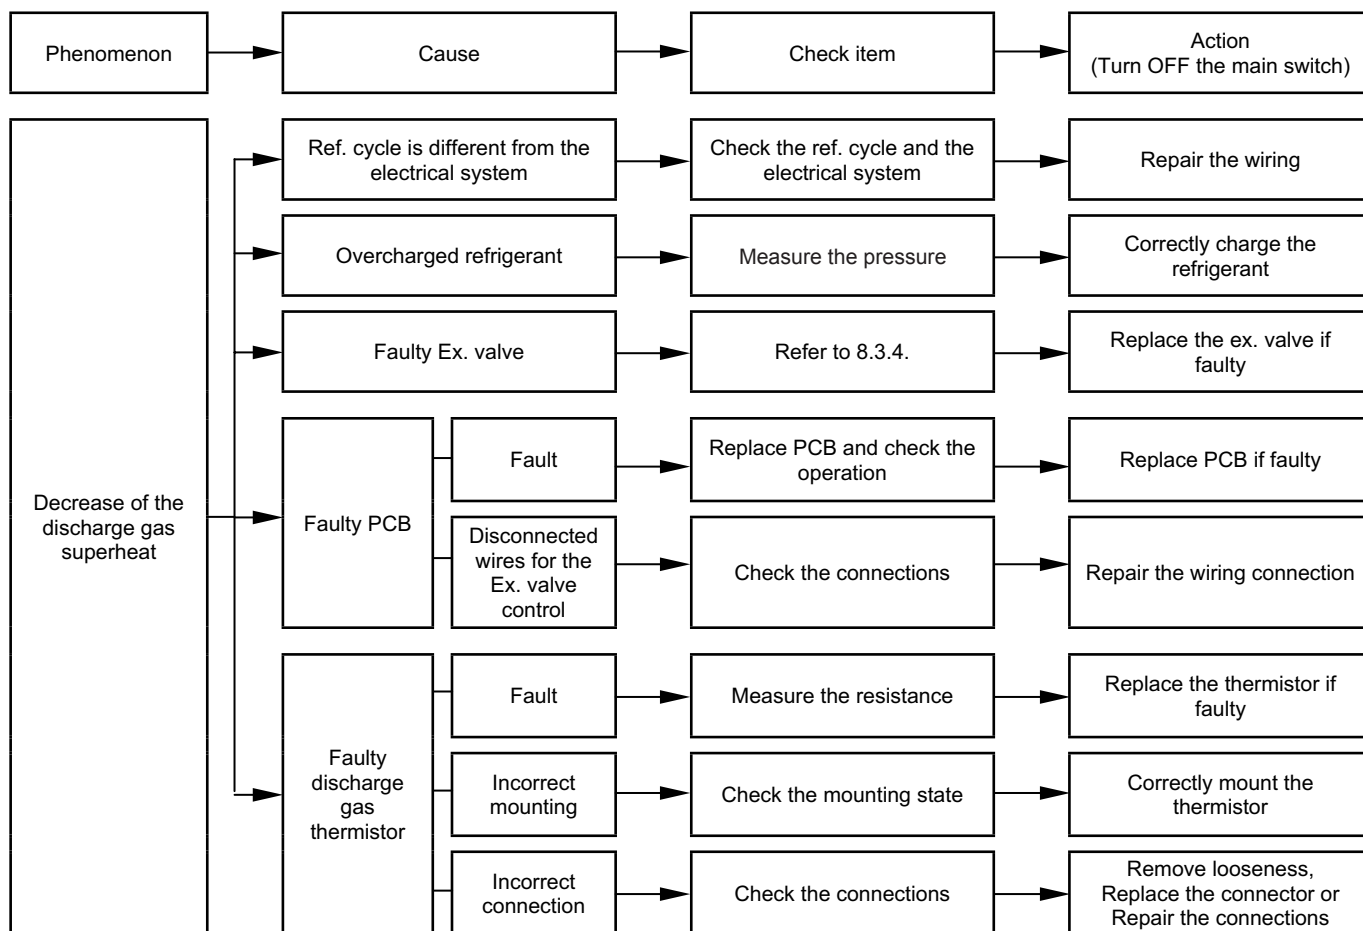 Phenomenon
Cause
Check item
Action
(Turn OFF the main switch)
Decrease of the
discharge gas
superheat
Ref. cycle is different from the
electrical system
Check the ref. cycle and the
electrical system
Repair the wiring
Overcharged refrigerant
Measure the pressure
Correctly charge the
refrigerant
Faulty Ex. valve
Refer to 8.3.4.
Replace the ex. valve if
faulty
Faulty PCB
Fault
Replace PCB and check the
operation
Replace PCB if faulty
Disconnected
wires for the
Ex. valve
control
Check the connections
Repair the wiring connection
Faulty
discharge
gas
thermistor
Fault
Measure the resistance
Replace the thermistor if
faulty
Incorrect
mounting
Check the mounting state
Correctly mount the
thermistor
Incorrect
connection
Check the connections
Remove looseness,
Replace the connector or
Repair the connections